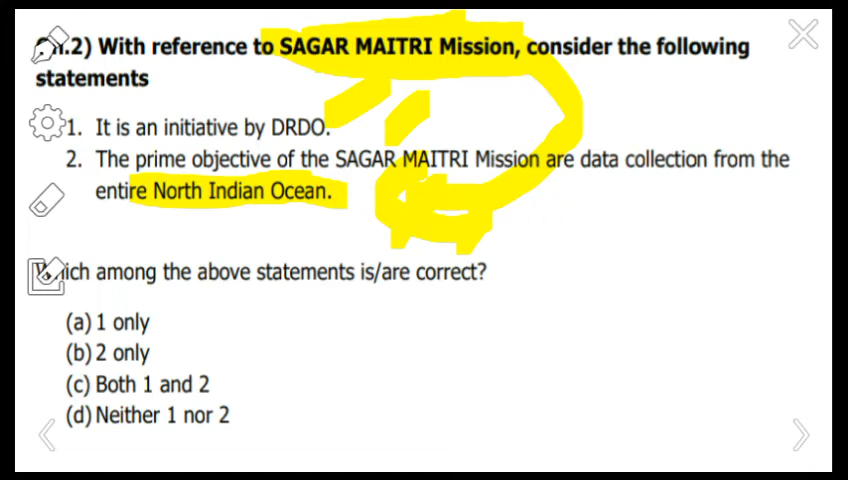 2) With reference to SAGAR MAITRI Mission, consider the following
statements
1. It is an initiative by DRDO.
2. The prime objective of the SAGAR MAITRI Mission are data collection from the
entire North Indian Ocean.
Which among the above statements is/are correct?
(a) 1 only
(b) 2 only
(c) Both 1 and 2
(d) Neither 1 nor 2